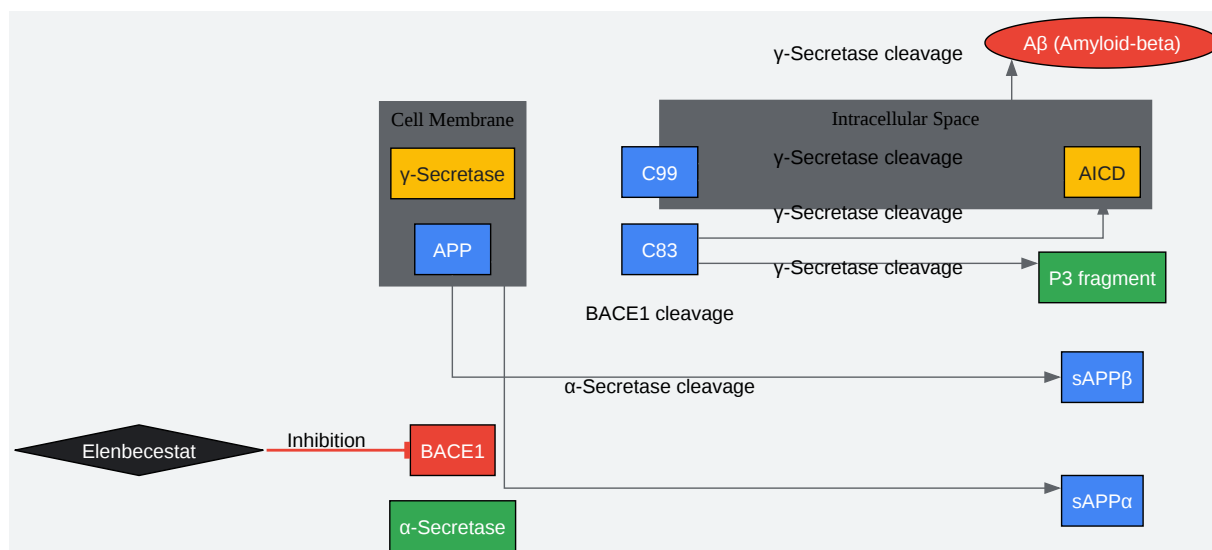 Aβ (Amyloid-beta)
γ-Secretase cleavage
Cell Membrane
Intracellular Space
γ-Secretase
C99
γ-Secretase cleavage
AICD
γ-Secretase cleavage
APP
C83
γ-Secretase cleavage
P3 fragment
BACE1 cleavage
α-Secretase cleavage
sAPPβ
Elenbecestat
Inhibition
BACE1
sAPPα
α-Secretase